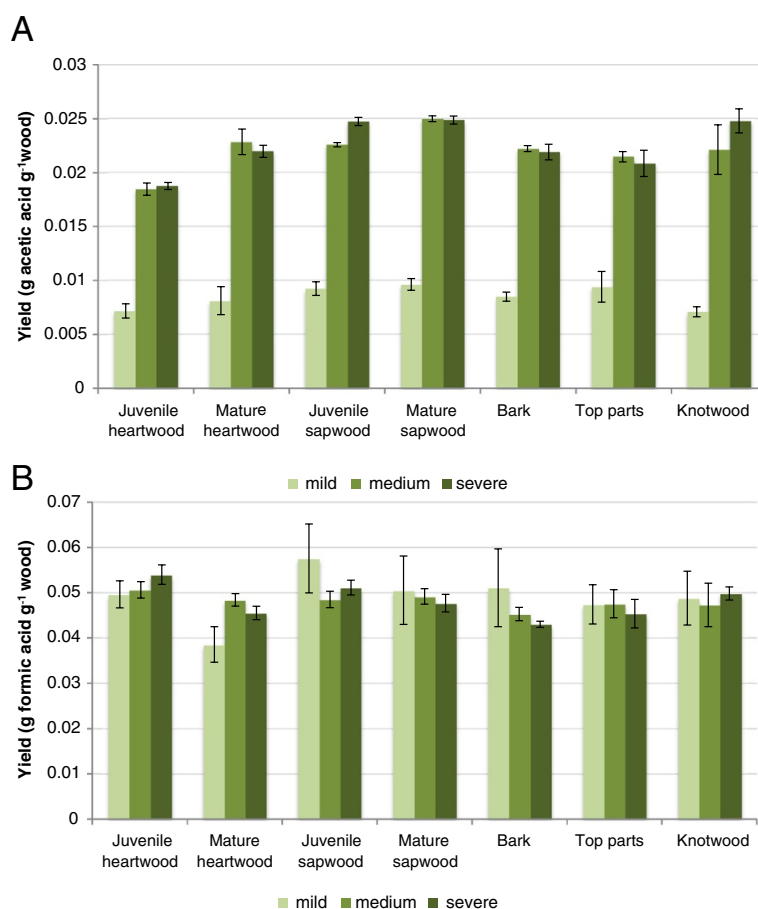 A
Yield (g acetic acid g⁻¹wood)
0.03
0.025
0.02
0.015
0.01
0.005
0
Juvenile heartwood
Mature heartwood
Juvenile sapwood
Mature sapwood
Bark
Top parts
Knotwood
mild medium severe
B
Yield (g formic acid g⁻¹ wood)
0.07
0.06
0.05
0.04
0.03
0.02
0.01
0
Juvenile heartwood
Mature heartwood
Juvenile sapwood
Mature sapwood
Bark
Top parts
Knotwood
mild medium severe